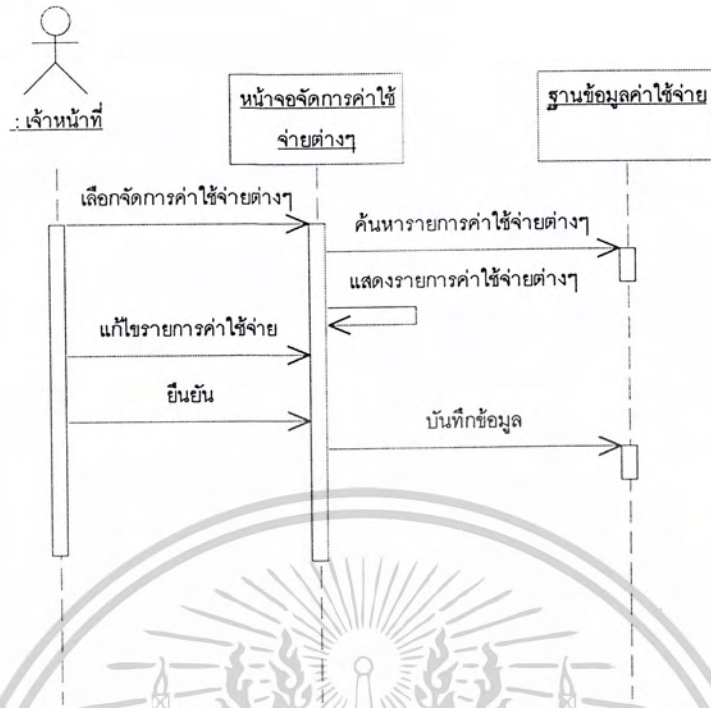 : เจ้าหน้าที่
หน้าจอจัดการค่าใช้
จ่ายต่างๆ
ฐานข้อมูลค่าใช้จ่าย
เลือกจัดการค่าใช้จ่ายต่างๆ
ค้นหารายการค่าใช้จ่ายต่างๆ
แสดงรายการค่าใช้จ่ายต่างๆ
แก้ไขรายการค่าใช้จ่าย
ยืนยัน
บันทึกข้อมูล